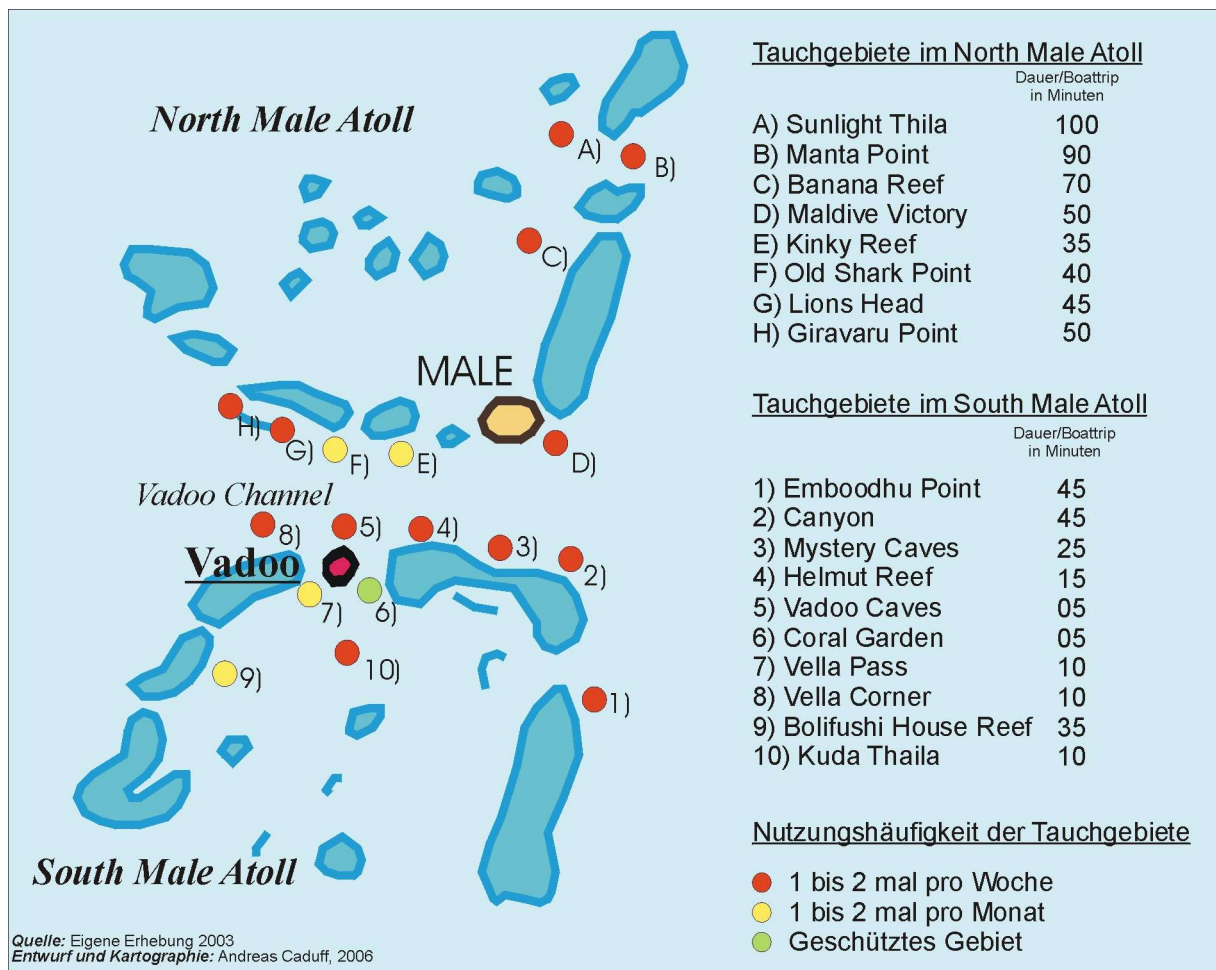 North Male Atoll
A)
B)
C)
MALE
H)
G)
F)
E)
D)
Vadoo Channel
8)
5)
4)
3)
2)
Vadoo
7)
6)
9)
10)
1)
South Male Atoll
Quelle: Eigene Erhebung 2003
Entwurf und Kartographie: Andreas Caduff, 2006
Tauchgebiete im North Male Atoll
Dauer/Boattrip
in Minuten
A) Sunlight Thila 100
B) Manta Point 90
C) Banana Reef 70
D) Maldive Victory 50
E) Kinky Reef 35
F) Old Shark Point 40
G) Lions Head 45
H) Giravaru Point 50
Tauchgebiete im South Male Atoll
Dauer/Boattrip
in Minuten
1) Emboodhu Point 45
2) Canyon 45
3) Mystery Caves 25
4) Helmut Reef 15
5) Vadoo Caves 05
6) Coral Garden 05
7) Vella Pass 10
8) Vella Corner 10
9) Bolifushi House Reef 35
10) Kuda Thaila 10
Nutzungshäufigkeit der Tauchgebiete
1 bis 2 mal pro Woche
1 bis 2 mal pro Monat
Geschütztes Gebiet